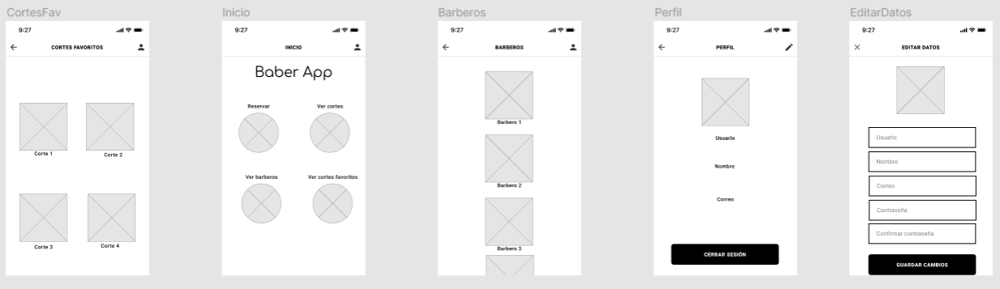 CortesFav
9:27
CORTES FAVORITOS
Corte 1
Corte 2
Corte 3
Corte 4
Inicio
9:27
INICIO
Baber App
Reservar
Ver cortes
Ver barberos
Ver cortes favoritos
Barberos
9:27
BARBEROS
Barbero 1
Barbero 2
Barbero 3
Perfil
9:27
PERFIL
Usuario
Nombre
Correo
CERRAR SESIÓN
EditarDatos
9:27
EDITAR DATOS
Usuario
Nombre
Correo
Contraseña
Confirmar contraseña
GUARDAR CAMBIOS